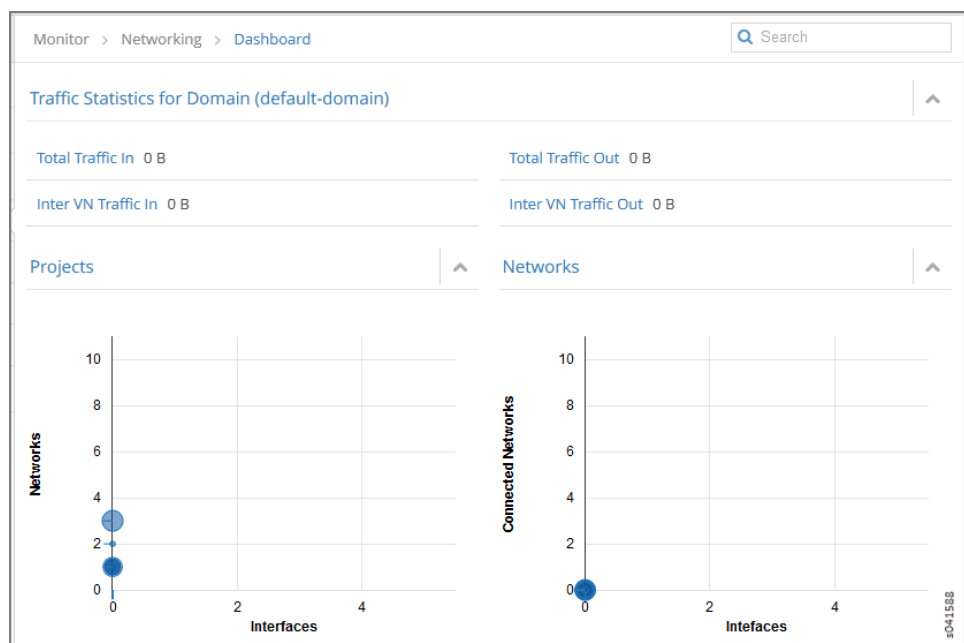 Monitor > Networking > Dashboard
Search
Traffic Statistics for Domain (default-domain)
Total Traffic In 0 B
Total Traffic Out 0 B
Inter VN Traffic In 0 B
Inter VN Traffic Out 0 B
Projects
Networks
10
8
6
4
2
0
Networks
0 2 4
Interfaces
10
8
6
4
2
0
Connected Networks
0 2 4
Intefaces
s041588